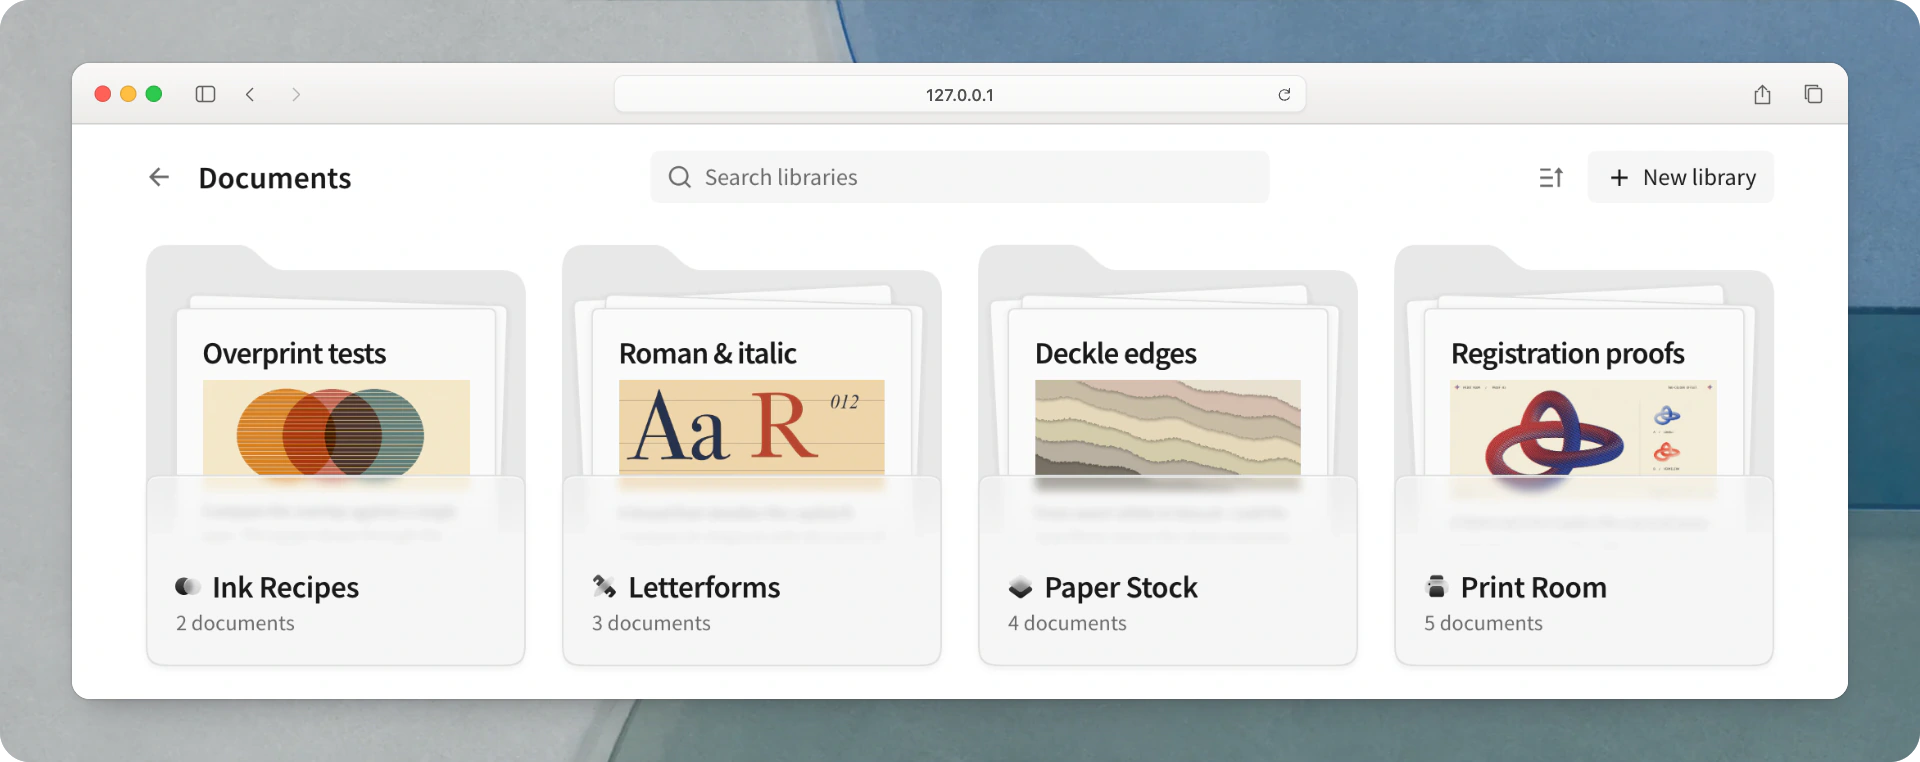 127.0.0.1
Documents
Search libraries
New library
Overprint tests
Roman & italic
Aa R 012
Deckle edges
Registration proofs
Ink Recipes
2 documents
Letterforms
3 documents
Paper Stock
4 documents
Print Room
5 documents